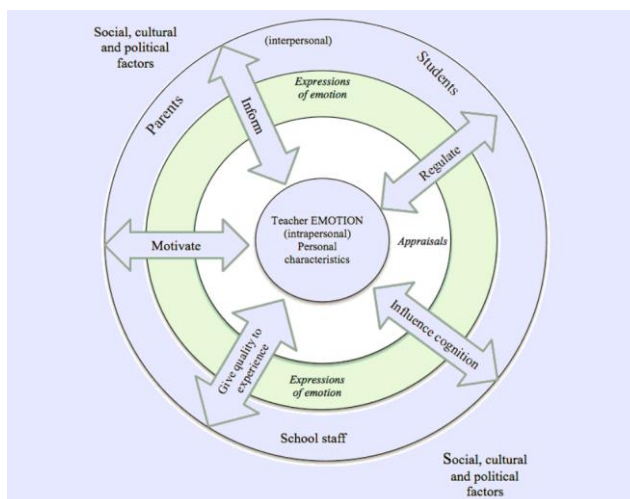 Social, cultural
and political
factors
(interpersonal)
Students
Parents
Expressions
of emotion
Inform
Regulate
Teacher EMOTION
(intrapersonal)
Personal
characteristics
Appraisals
Motivate
Influence cognition
Give quality to
experience
Expressions
of emotion
School staff
Social, cultural
and political
factors